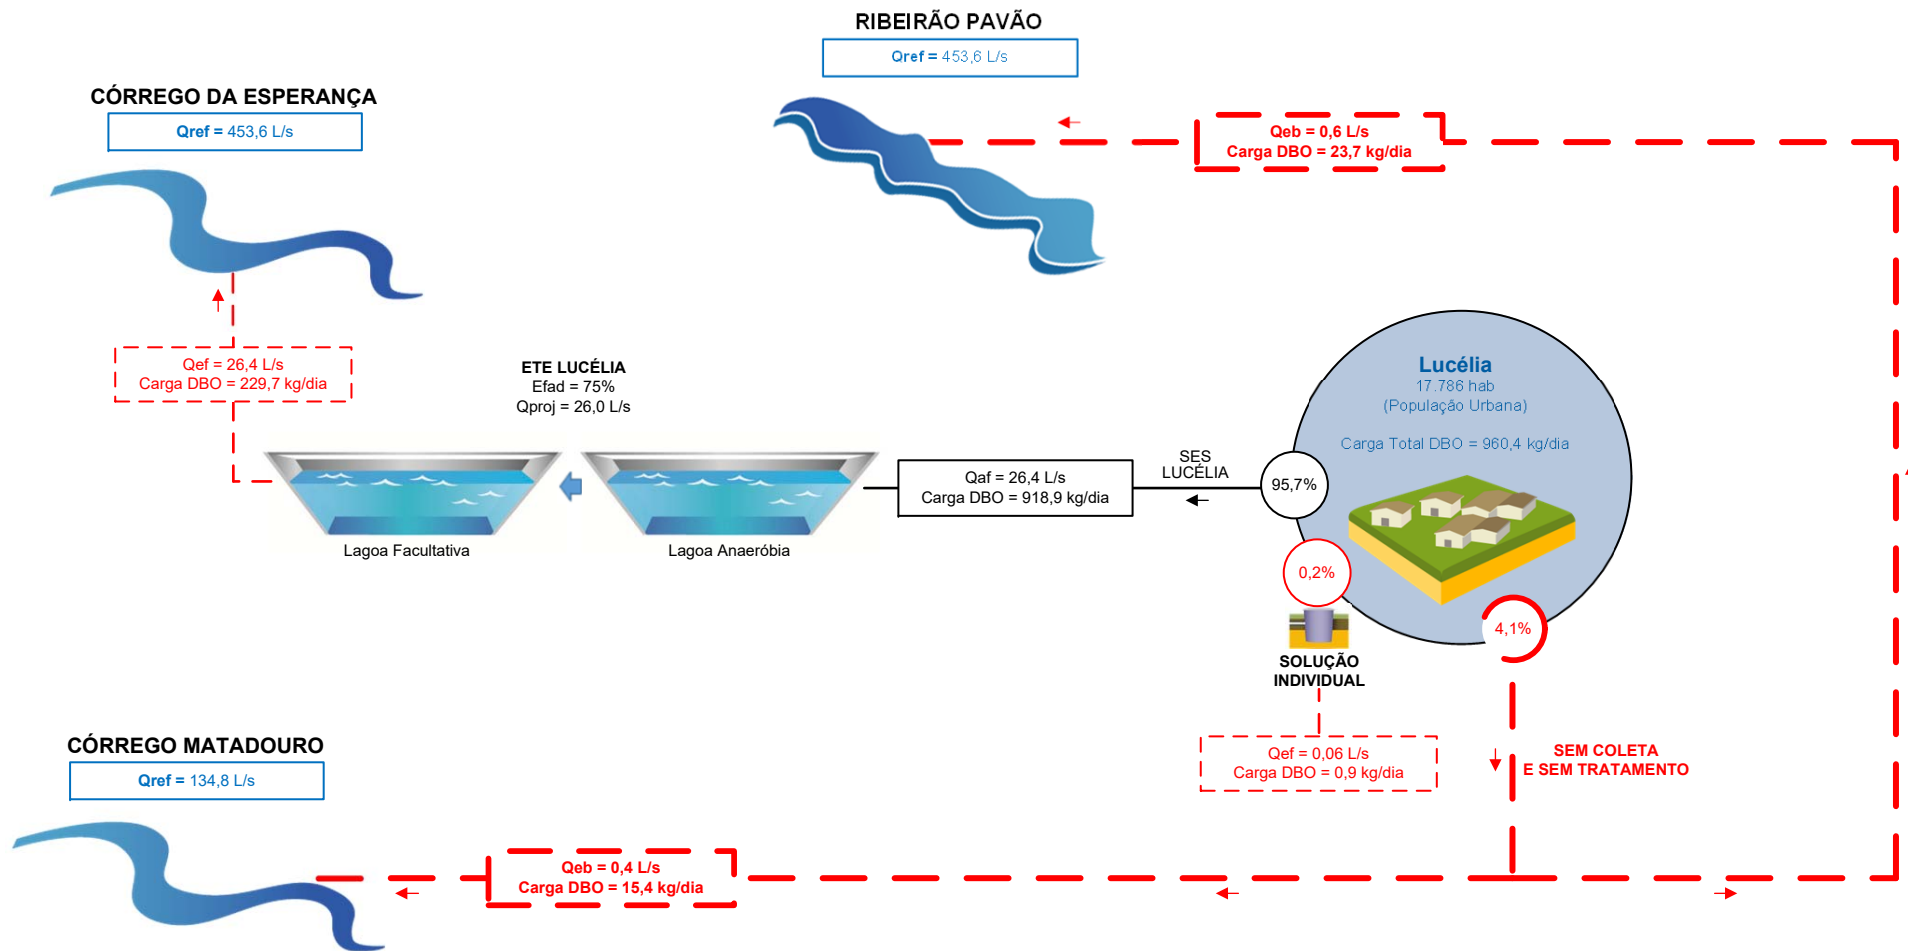 RIBEIRÃO PAVÃO
Qref = 453,6 L/s
CÓRREGO DA ESPERANÇA
Qref = 453,6 L/s
Qeb = 0,6 L/s
Carga DBO = 23,7 kg/dia
Qef = 26,4 L/s
Carga DBO = 229,7 kg/dia
ETE LUCÉLIA
Efad = 75%
Qproj = 26,0 L/s
Lagoa Facultativa
Lagoa Anaeróbia
Qaf = 26,4 L/s
Carga DBO = 918,9 kg/dia
SES
LUCÉLIA
95,7%
Lucélia
17.786 hab
(População Urbana)
Carga Total DBO = 960,4 kg/dia
0,2%
4,1%
SOLUÇÃO
INDIVIDUAL
Qef = 0,06 L/s
Carga DBO = 0,9 kg/dia
SEM COLETA
E SEM TRATAMENTO
CÓRREGO MATADOURO
Qref = 134,8 L/s
Qeb = 0,4 L/s
Carga DBO = 15,4 kg/dia